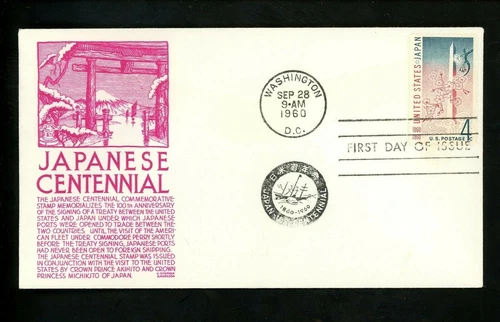 JAPANESE
CENTENNIAL
THE JAPANESE CENTENNIAL COMMEMORATIVE
STAMP MEMORIALIZES THE 100TH ANNIVERSARY
OF THE SIGNING OF A TREATY BETWEEN THE UNITED
STATES AND JAPAN UNDER WHICH JAPANESE
PORTS WERE OPENED TO TRADE BETWEEN THE
TWO COUNTRIES. UNTIL THE VISIT OF THE AMERI-
CAN FLEET UNDER COMMODORE PERRY SHORTLY
BEFORE THE TREATY SIGNING, JAPANESE PORTS
HAD NEVER BEEN OPEN TO FOREIGN SHIPPING.
THE JAPANESE CENTENNIAL STAMP WAS ISSUED
IN CONJUNCTION WITH THE VISIT TO THE UNITED
STATES BY CROWN PRINCE AKIHITO AND CROWN
PRINCESS MICHIKITO OF JAPAN.
ANDERSON
WASHINGTON
SEP 28
9-AM
1960
D.C.
1860-1960
CENTENNIAL
UNITED STATES JAPAN
U.S. POSTAGE 4¢
FIRST DAY OF ISSUE